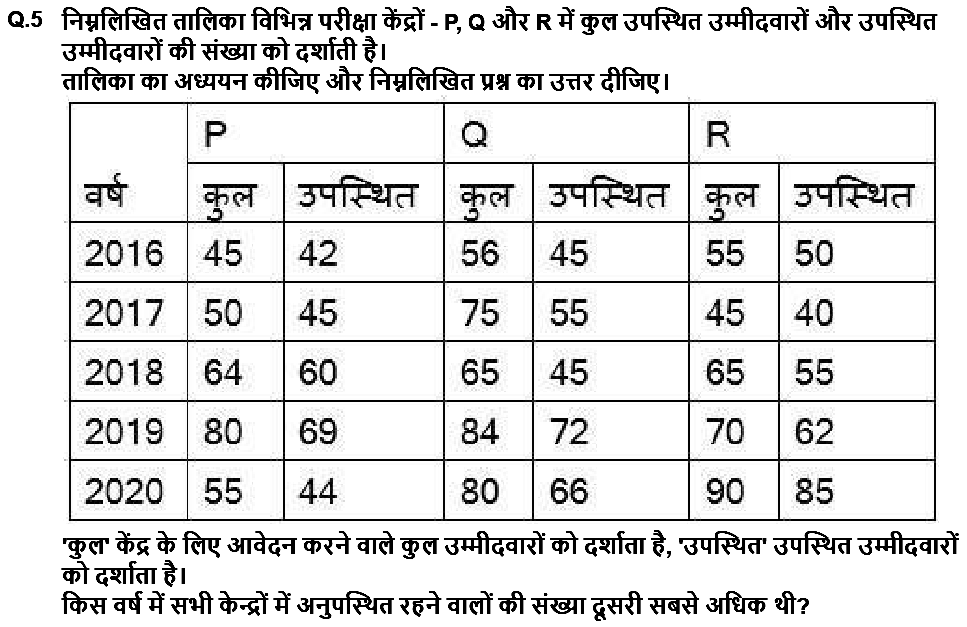 Q.5 निम्नलिखित तालिका विभिन्न परीक्षा केंद्रों - P, Q और R में कुल उपस्थित उम्मीदवारों और उपस्थित
उम्मीदवारों की संख्या को दर्शाती है।
तालिका का अध्ययन कीजिए और निम्नलिखित प्रश्न का उत्तर दीजिए।
P Q R
वर्ष कुल उपस्थित कुल उपस्थित कुल उपस्थित
2016 45 42 56 45 55 50
2017 50 45 75 55 45 40
2018 64 60 65 45 65 55
2019 80 69 84 72 70 62
2020 55 44 80 66 90 85
'कुल' केंद्र के लिए आवेदन करने वाले कुल उम्मीदवारों को दर्शाता है, 'उपस्थित' उपस्थित उम्मीदवारों
को दर्शाता है।
किस वर्ष में सभी केन्द्रों में अनुपस्थित रहने वालों की संख्या दूसरी सबसे अधिक थी?